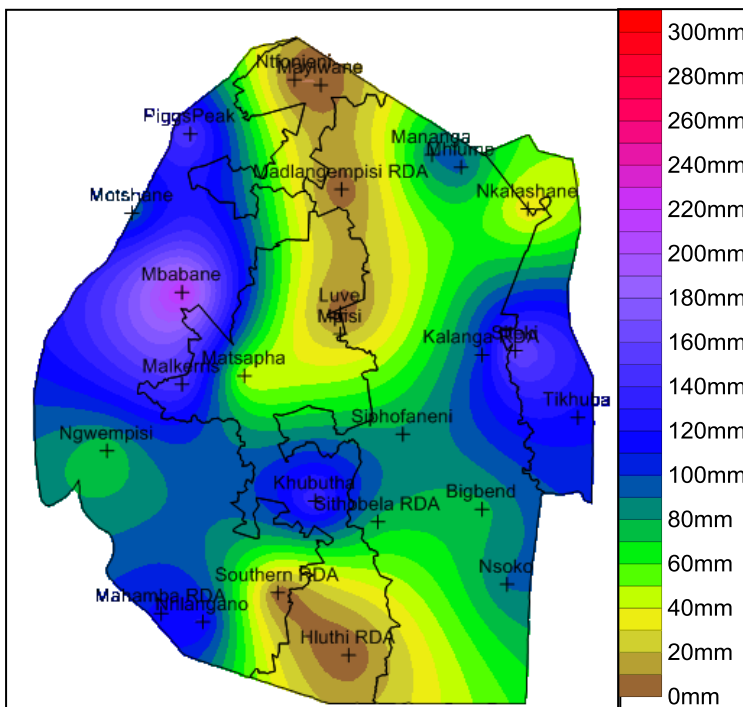 Ntfonjeni
Mayiwane
PiggsPeak
Mananga
Mhlume
Madlangempisi RDA
Nkalashane
Motshane
Mbabane
Luve
Kalanga RDA
Malkerns
Matsapha
Tikhuba
Siphofaneni
Ngwempisi
Khubutha
Bigbend
Sithobela RDA
Nsoko
Southern RDA
Mahamba RDA
Nhlangano
Hluthi RDA
300mm
280mm
260mm
240mm
220mm
200mm
180mm
160mm
140mm
120mm
100mm
80mm
60mm
40mm
20mm
0mm